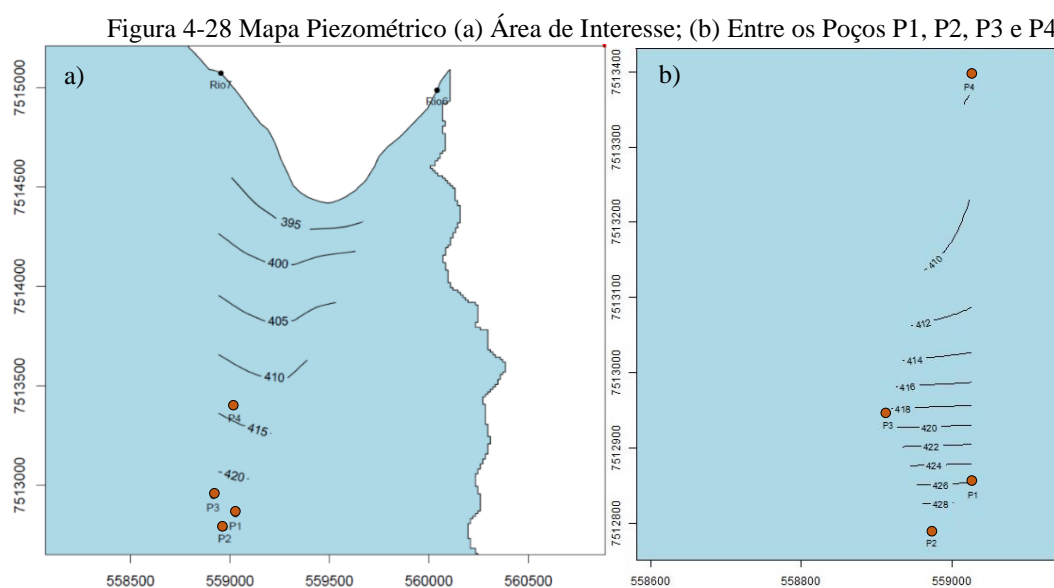 Figura 4-28 Mapa Piezométrico (a) Área de Interesse; (b) Entre os Poços P1, P2, P3 e P4
a)
Rio7
Rio6
7515000
7514500
7514000
7513500
7513000
395
400
405
410
P4
415
420
P3
P1
P2
558500
559000
559500
560000
560500
b)
P4
7513400
7513300
7513200
7513100
7513000
7512900
7512800
410
412
414
416
418
P3
420
422
424
426
P1
428
P2
558600
558800
559000